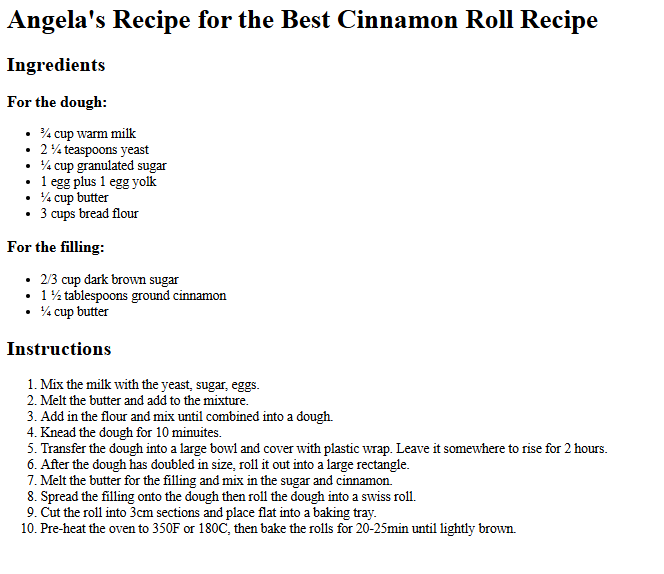 Angela's Recipe for the Best Cinnamon Roll Recipe
Ingredients
For the dough:
• ¾ cup warm milk
• 2 ¼ teaspoons yeast
• ¼ cup granulated sugar
• 1 egg plus 1 egg yolk
• ¼ cup butter
• 3 cups bread flour
For the filling:
• 2/3 cup dark brown sugar
• 1 ½ tablespoons ground cinnamon
• ¼ cup butter
Instructions
1. Mix the milk with the yeast, sugar, eggs.
2. Melt the butter and add to the mixture.
3. Add in the flour and mix until combined into a dough.
4. Knead the dough for 10 minuites.
5. Transfer the dough into a large bowl and cover with plastic wrap. Leave it somewhere to rise for 2 hours.
6. After the dough has doubled in size, roll it out into a large rectangle.
7. Melt the butter for the filling and mix in the sugar and cinnamon.
8. Spread the filling onto the dough then roll the dough into a swiss roll.
9. Cut the roll into 3cm sections and place flat into a baking tray.
10. Pre-heat the oven to 350F or 180C, then bake the rolls for 20-25min until lightly brown.